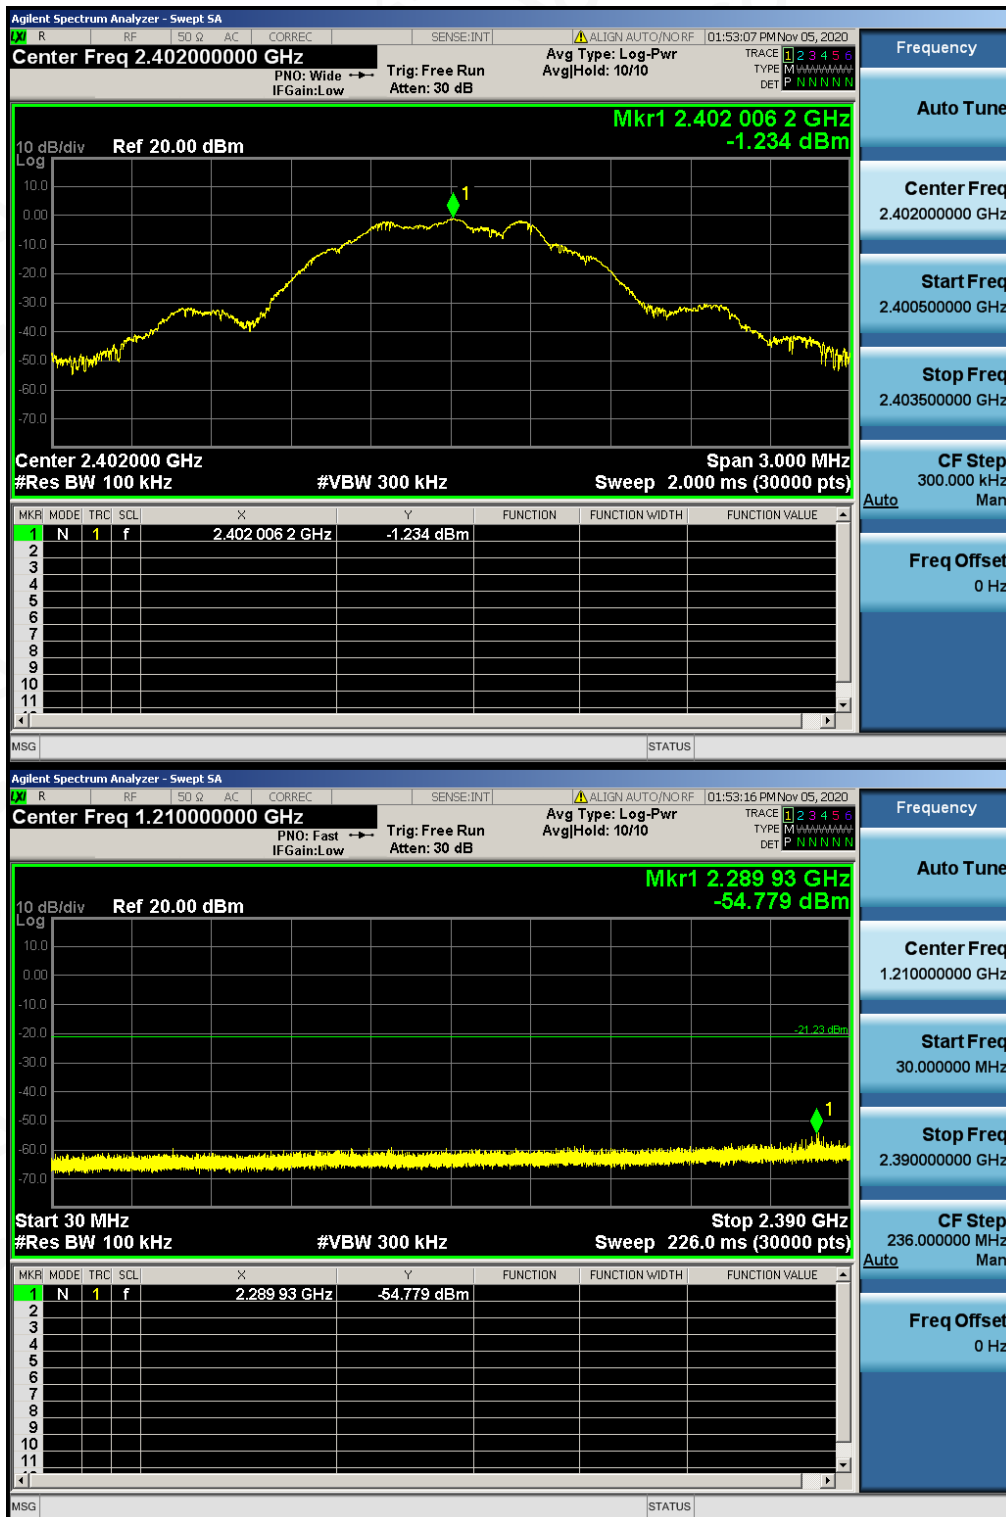 Agilent Spectrum Analyzer - Swept SA
LXI R RF 50 Ω AC CORREC SENSE:INT ALIGN AUTO/NO RF 01:53:07 PM Nov 05, 2020
Center Freq 2.402000000 GHz
PNO: Wide
IFGain:Low
Trig: Free Run
Atten: 30 dB
Avg Type: Log-Pwr
Avg|Hold: 10/10
TRACE 1 2 3 4 5 6
TYPE M
DET P N N N N N
Mkr1 2.402 006 2 GHz
-1.234 dBm
10 dB/div Ref 20.00 dBm
Log
10.0
0.00
-10.0
-20.0
-30.0
-40.0
-50.0
-60.0
-70.0
1
Center 2.402000 GHz Span 3.000 MHz
#Res BW 100 kHz #VBW 300 kHz Sweep 2.000 ms (30000 pts)
MKR MODE TRC SCL X Y FUNCTION FUNCTION WIDTH FUNCTION VALUE
1 N 1 f 2.402 006 2 GHz -1.234 dBm
2
3
4
5
6
7
8
9
10
11
MSG STATUS
Frequency
Auto Tune
Center Freq
2.402000000 GHz
Start Freq
2.400500000 GHz
Stop Freq
2.403500000 GHz
CF Step
300.000 kHz
Auto Man
Freq Offset
0 Hz
Agilent Spectrum Analyzer - Swept SA
LXI R RF 50 Ω AC CORREC SENSE:INT ALIGN AUTO/NO RF 01:53:16 PM Nov 05, 2020
Center Freq 1.210000000 GHz
PNO: Fast
IFGain:Low
Trig: Free Run
Atten: 30 dB
Avg Type: Log-Pwr
Avg|Hold: 10/10
TRACE 1 2 3 4 5 6
TYPE M
DET P N N N N N
Mkr1 2.289 93 GHz
-54.779 dBm
10 dB/div Ref 20.00 dBm
Log
10.0
0.00
-10.0
-20.0
-30.0
-40.0
-50.0
-60.0
-70.0
-21.23 dBm
1
Start 30 MHz Stop 2.390 GHz
#Res BW 100 kHz #VBW 300 kHz Sweep 226.0 ms (30000 pts)
MKR MODE TRC SCL X Y FUNCTION FUNCTION WIDTH FUNCTION VALUE
1 N 1 f 2.289 93 GHz -54.779 dBm
2
3
4
5
6
7
8
9
10
11
MSG STATUS
Frequency
Auto Tune
Center Freq
1.210000000 GHz
Start Freq
30.000000 MHz
Stop Freq
2.390000000 GHz
CF Step
236.000000 MHz
Auto Man
Freq Offset
0 Hz